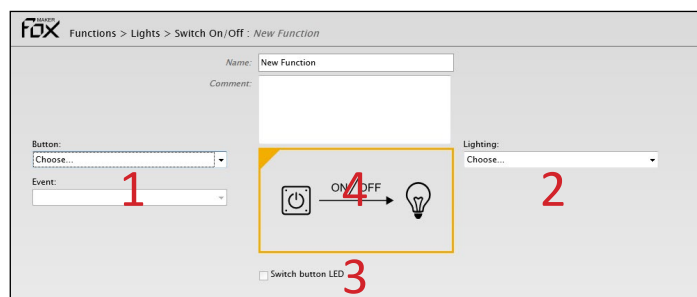 MAKER
FOX
Functions > Lights > Switch On/Off : New Function
Name: New Function
Comment:
Button:
Choose...
Event:
1
ON/OFF
4
Lighting:
Choose...
2
Switch button LED
3